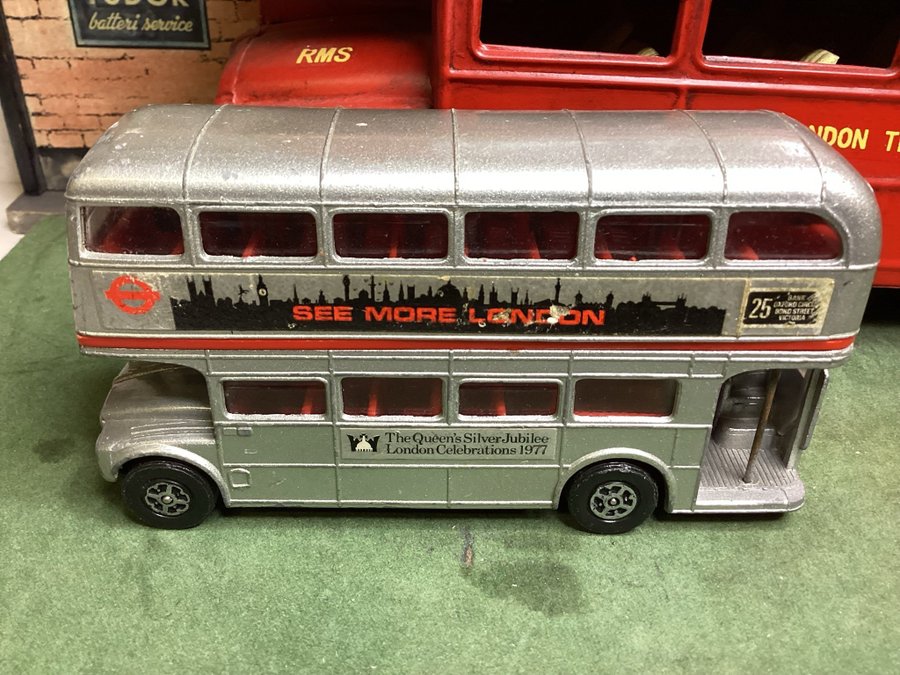 TUDOR
batteri service
RMS
NDON T
SEE MORE LONDON
25
BANK
OXFORD CIRCUS
BOND STREET
VICTORIA
The Queen's Silver Jubilee
London Celebrations 1977